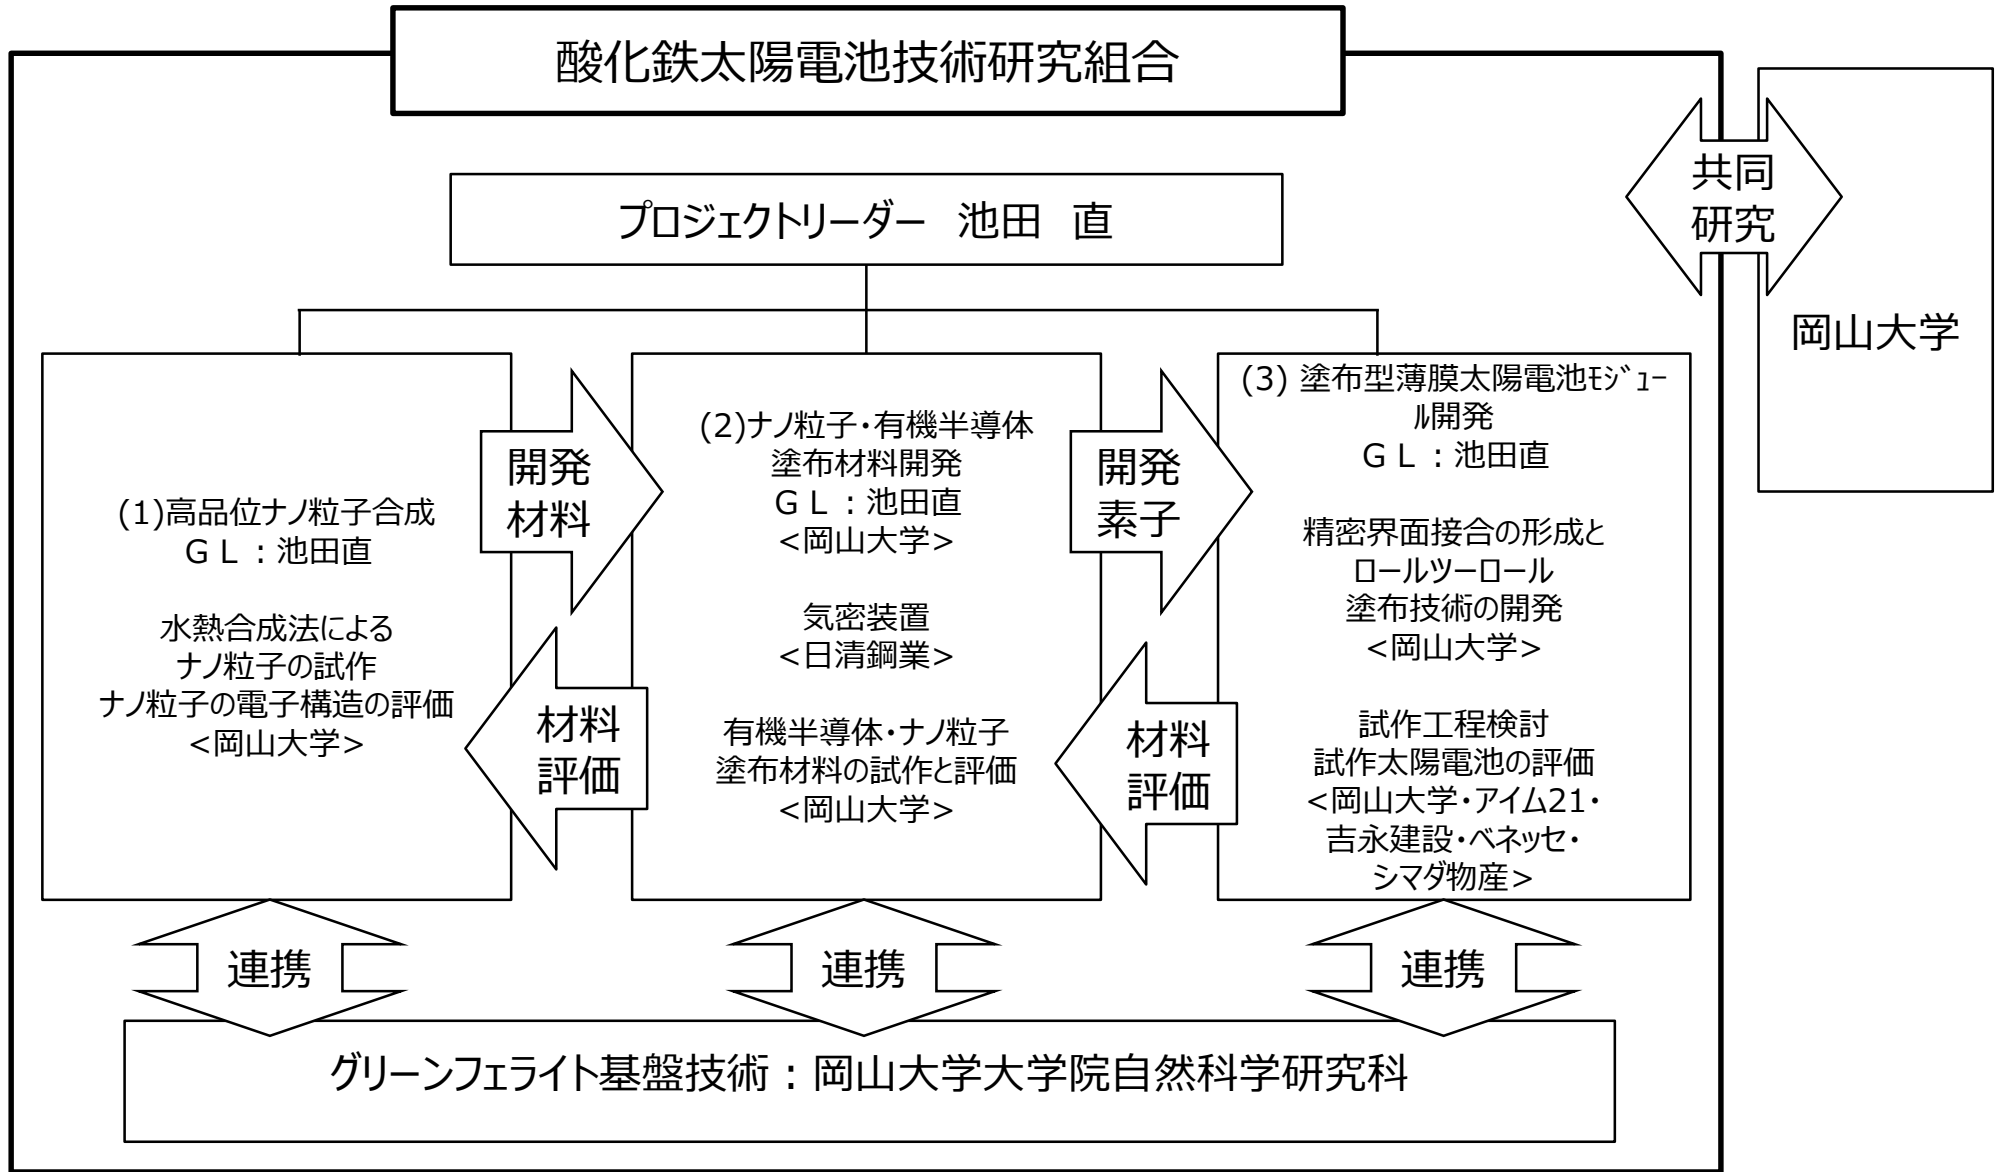 酸化鉄太陽電池技術研究組合
プロジェクトリーダー 池田 直
共同
研究
岡山大学
(1)高品位ナノ粒子合成
GL:池田直
水熱合成法による
ナノ粒子の試作
ナノ粒子の電子構造の評価
<岡山大学>
開発
材料
材料
評価
(2)ナノ粒子・有機半導体
塗布材料開発
GL:池田直
<岡山大学>
気密装置
<日清鋼業>
有機半導体・ナノ粒子
塗布材料の試作と評価
<岡山大学>
開発
素子
材料
評価
(3) 塗布型薄膜太陽電池ﾓｼﾞｭｰ
ﾙ開発
GL:池田直
精密界面接合の形成と
ロールツーロール
塗布技術の開発
<岡山大学>
試作工程検討
試作太陽電池の評価
<岡山大学・アイム21・
吉永建設・ベネッセ・
シマダ物産>
連携
連携
連携
グリーンフェライト基盤技術:岡山大学大学院自然科学研究科